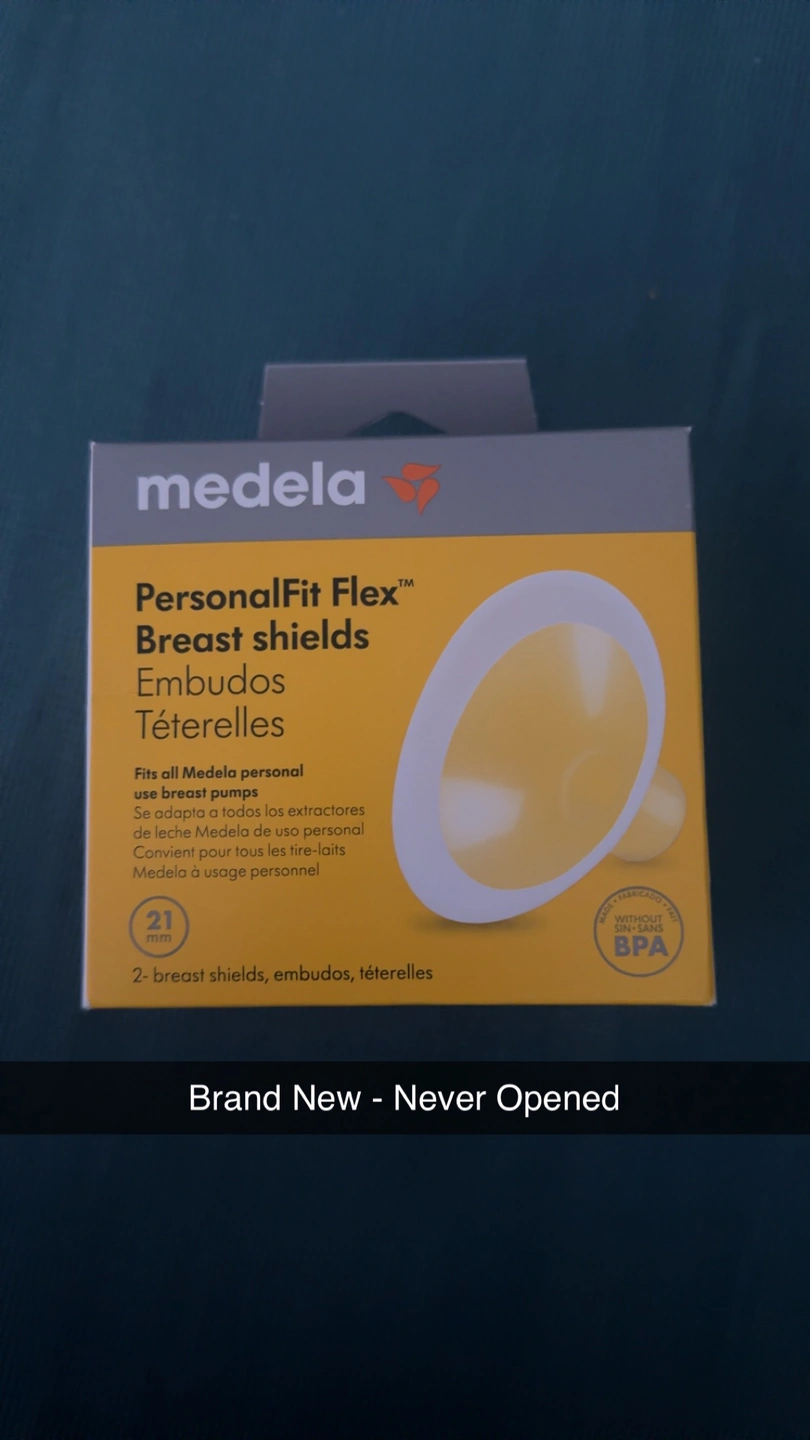 medela
PersonalFit Flex™
Breast shields
Embudos
Téterelles
Fits all Medela personal
use breast pumps
Se adapta a todos los extractores
de leche Medela de uso personal
Convient pour tous les tire-laits
Medela à usage personnel
21
mm
MADE • FABRICADO • FAIT
WITHOUT
SIN • SANS
BPA
2- breast shields, embudos, téterelles
Brand New - Never Opened